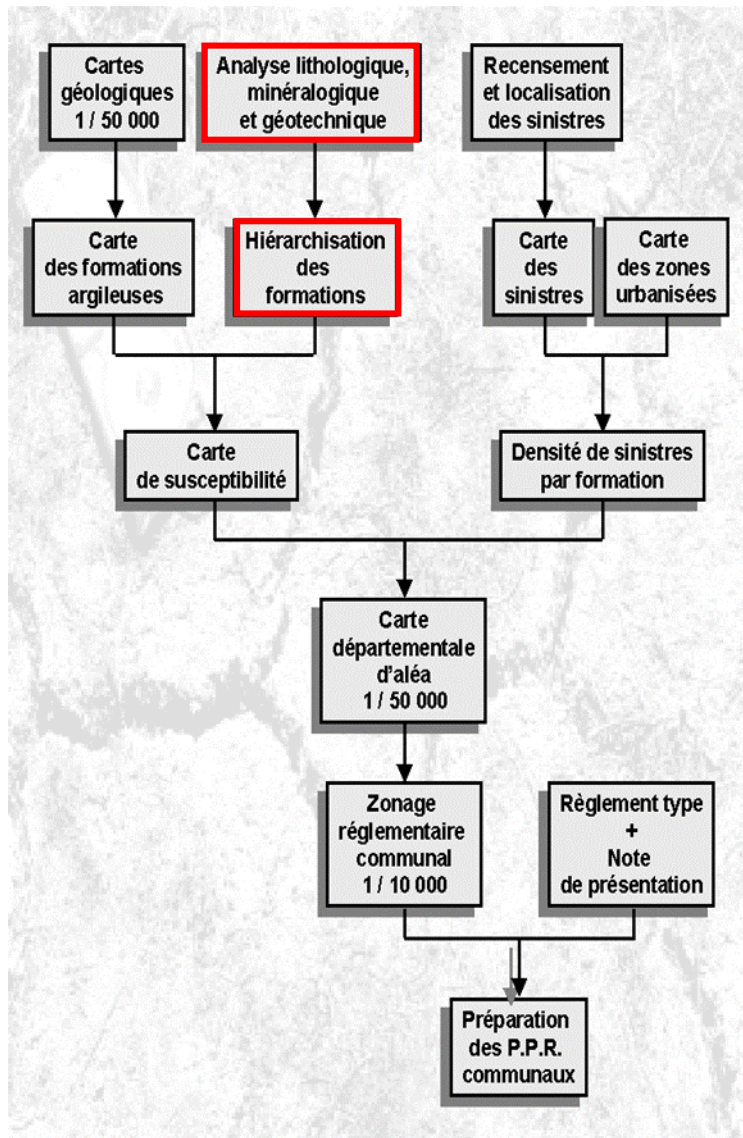 Cartes
géologiques
1 / 50 000
Analyse lithologique,
minéralogique
et géotechnique
Recensement
et localisation
des sinistres
Carte
des formations
argileuses
Hiérarchisation
des
formations
Carte
des
sinistres
Carte
des zones
urbanisées
Carte
de susceptibilité
Densité de sinistres
par formation
Carte
départementale
d'aléa
1 / 50 000
Zonage
réglementaire
communal
1 / 10 000
Règlement type
+
Note
de présentation
Préparation
des P.P.R.
communaux